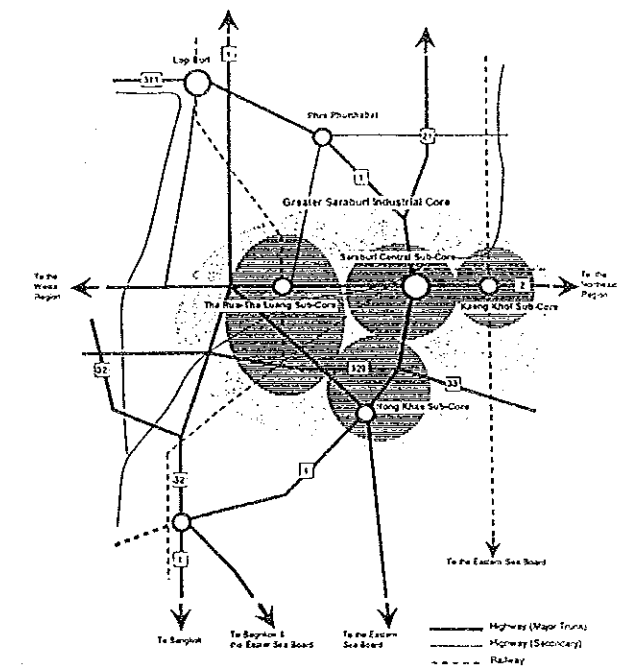 Lop Buri
1
311
Phra Phutthabat
21
1
Greater Saraburi Industrial Core
Saraburi Central Sub-Core
To the
West
Region
2
To the
Northeast
Region
Tha Rua-Tha Luang Sub-Core
Kaeng Khoi Sub-Core
32
329
33
Nong Khae Sub-Core
1
32
1
To the Eastern Sea Board
To Bangkok
To Bangkok &
the Easter Sea Board
To the Eastern
Sea Board
Highway (Major Trunk)
Highway (Secondary)
Railway